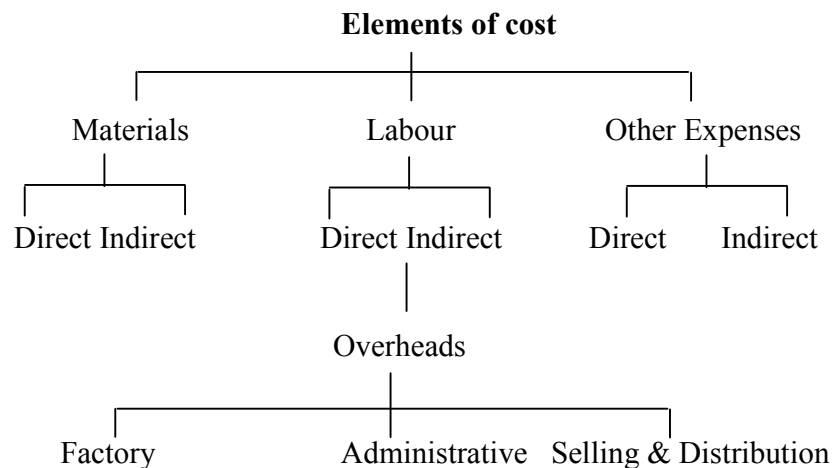 Elements of cost
Materials Labour Other Expenses
Direct Indirect Direct Indirect Direct Indirect
Overheads
Factory Administrative Selling & Distribution